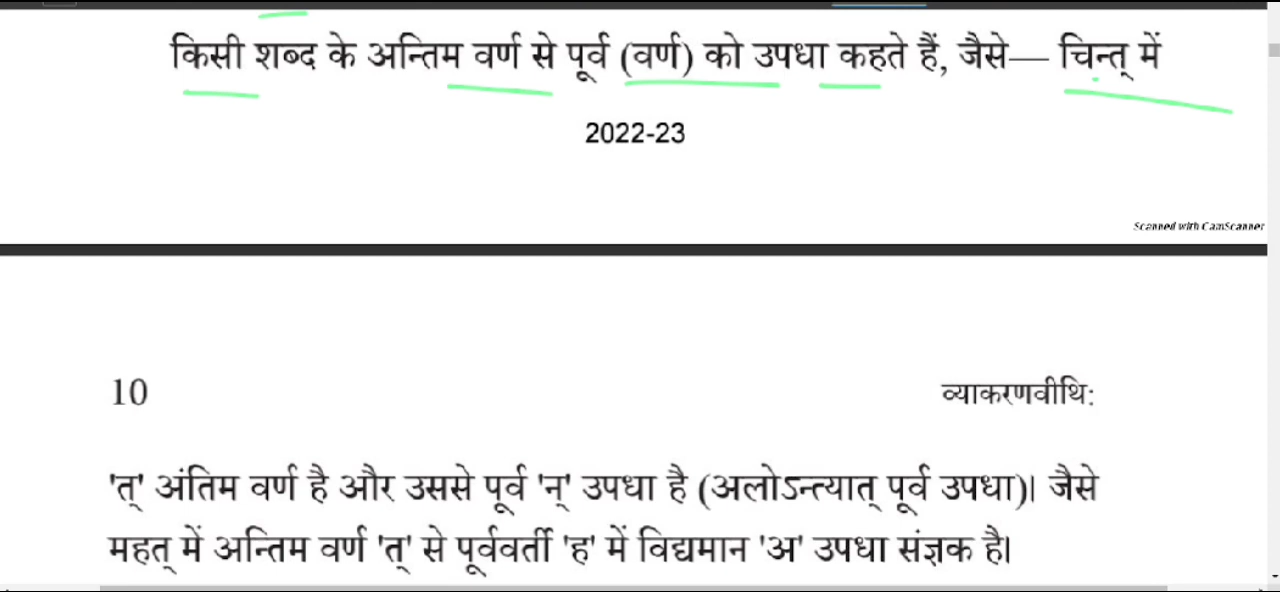 किसी शब्द के अन्तिम वर्ण से पूर्व (वर्ण) को उपधा कहते हैं, जैसे— चिन्त् में
2022-23
Scanned with CamScanner
10
व्याकरणवीथि:
'त्' अंतिम वर्ण है और उससे पूर्व 'न्' उपधा है (अलोऽन्त्यात् पूर्व उपधा)। जैसे
महत् में अन्तिम वर्ण 'त्' से पूर्ववर्ती 'ह' में विद्यमान 'अ' उपधा संज्ञक है।